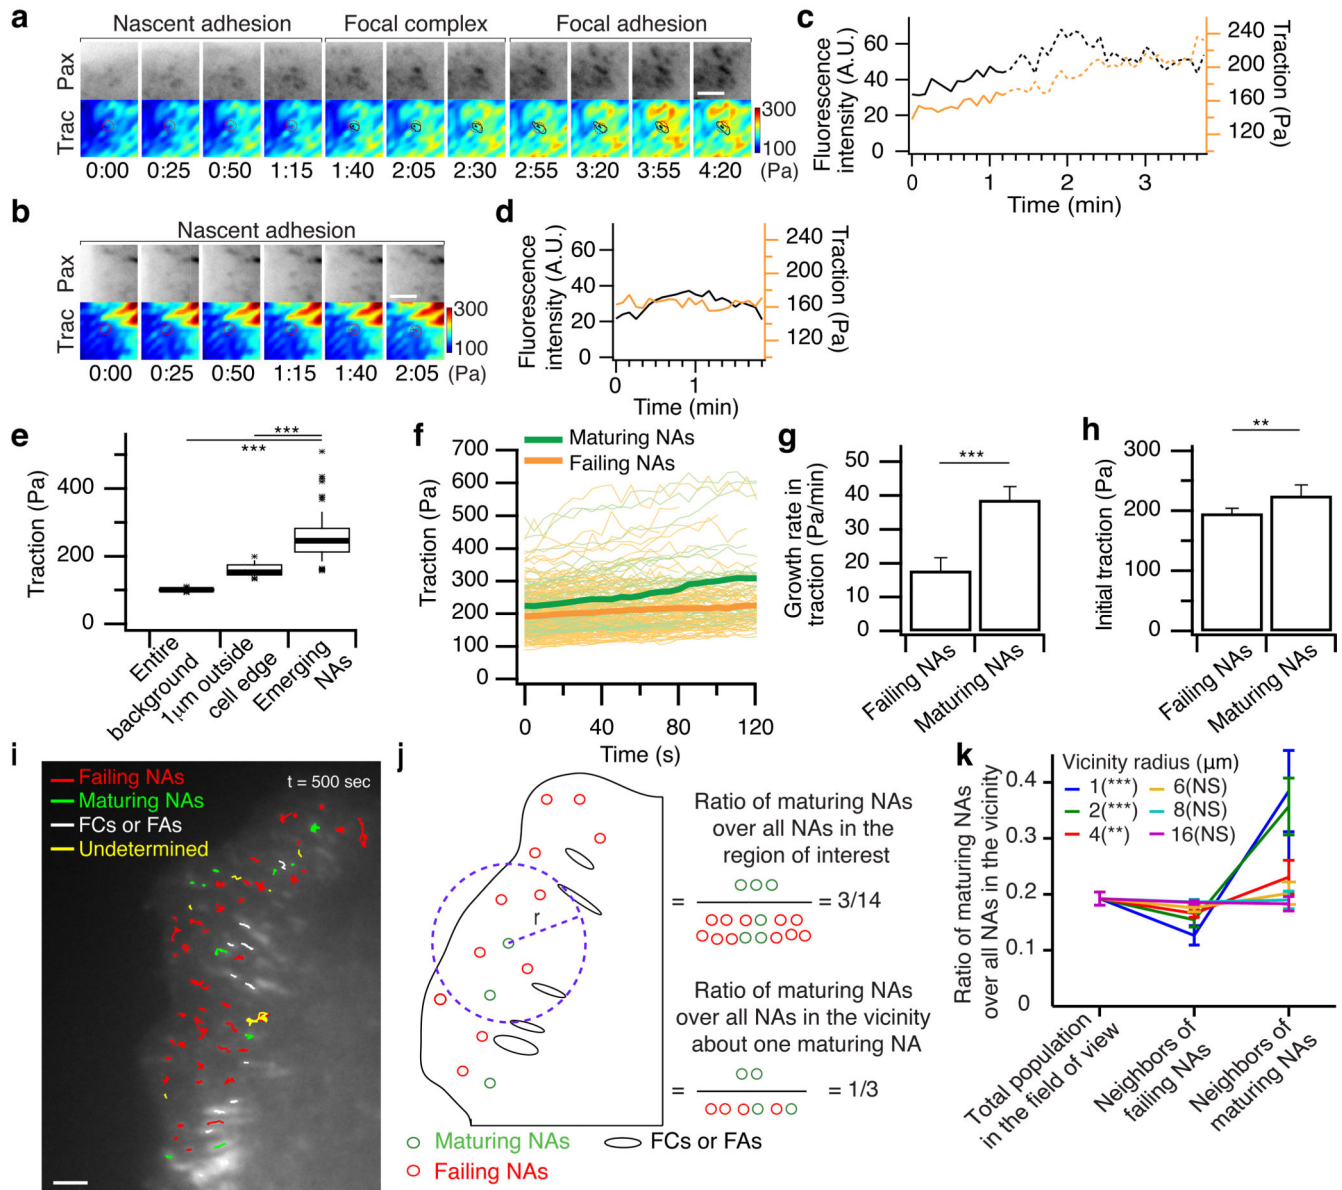 a
Nascent adhesion
Focal complex
Focal adhesion
Pax
Trac
300
100
0:00 0:25 0:50 1:15 1:40 2:05 2:30 2:55 3:20 3:55 4:20 (Pa)
b
Nascent adhesion
Pax
Trac
300
100
0:00 0:25 0:50 1:15 1:40 2:05 (Pa)
c
Fluorescence
intensity (A.U.)
60
40
20
0
240
200
160
120
Traction
(Pa)
0 1 2 3
Time (min)
d
Fluorescence
intensity (A.U.)
60
40
20
0
240
200
160
120
Traction
(Pa)
0 1
Time (min)
e
Traction (Pa)
400
200
0
***
***
Entire
background
1μm outside
cell edge
Emerging
NAs
f
Maturing NAs
Failing NAs
Traction (Pa)
700
600
500
400
300
200
100
0
0 40 80 120
Time (s)
g
Growth rate in
traction (Pa/min)
50
40
30
20
10
0
***
Failing NAs
Maturing NAs
h
Initial traction (Pa)
300
200
100
0
**
Failing NAs
Maturing NAs
i
Failing NAs
Maturing NAs
FCs or FAs
Undetermined
t = 500 sec
j
r
Ratio of maturing NAs
over all NAs in the
region of interest
= = 3/14
Ratio of maturing NAs
over all NAs in the vicinity
about one maturing NA
= = 1/3
Maturing NAs
FCs or FAs
Failing NAs
k
Ratio of maturing NAs
over all NAs in the vicinity
0.4
0.3
0.2
0.1
0
Vicinity radius (μm)
1(***) 6(NS)
2(***) 8(NS)
4(**) 16(NS)
Total population
in the field of view
Neighbors of
failing NAs
Neighbors of
maturing NAs